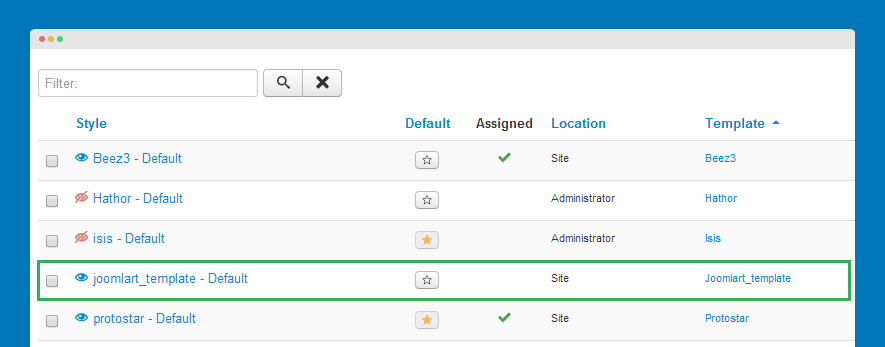 Filter:
Style Default Assigned Location Template
Beez3 - Default Site Beez3
Hathor - Default Administrator Hathor
isis - Default Administrator Isis
joomlart_template - Default Site Joomlart_template
protostar - Default Site Protostar